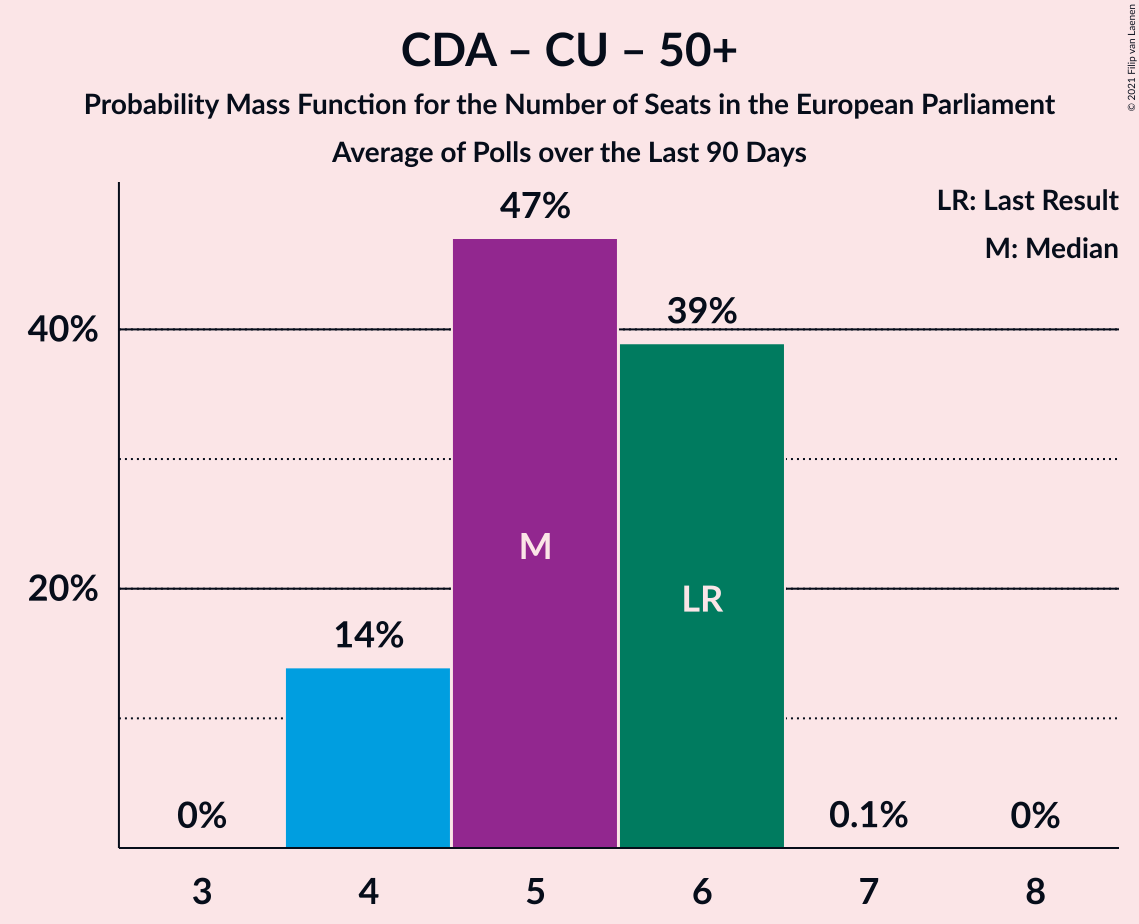 CDA – CU – 50+
Probability Mass Function for the Number of Seats in the European Parliament
Average of Polls over the Last 90 Days
© 2021 Filip van Laenen
LR: Last Result
M: Median
47%
39%
40%
M
LR
20%
14%
0%
0.1%
0%
3 4 5 6 7 8